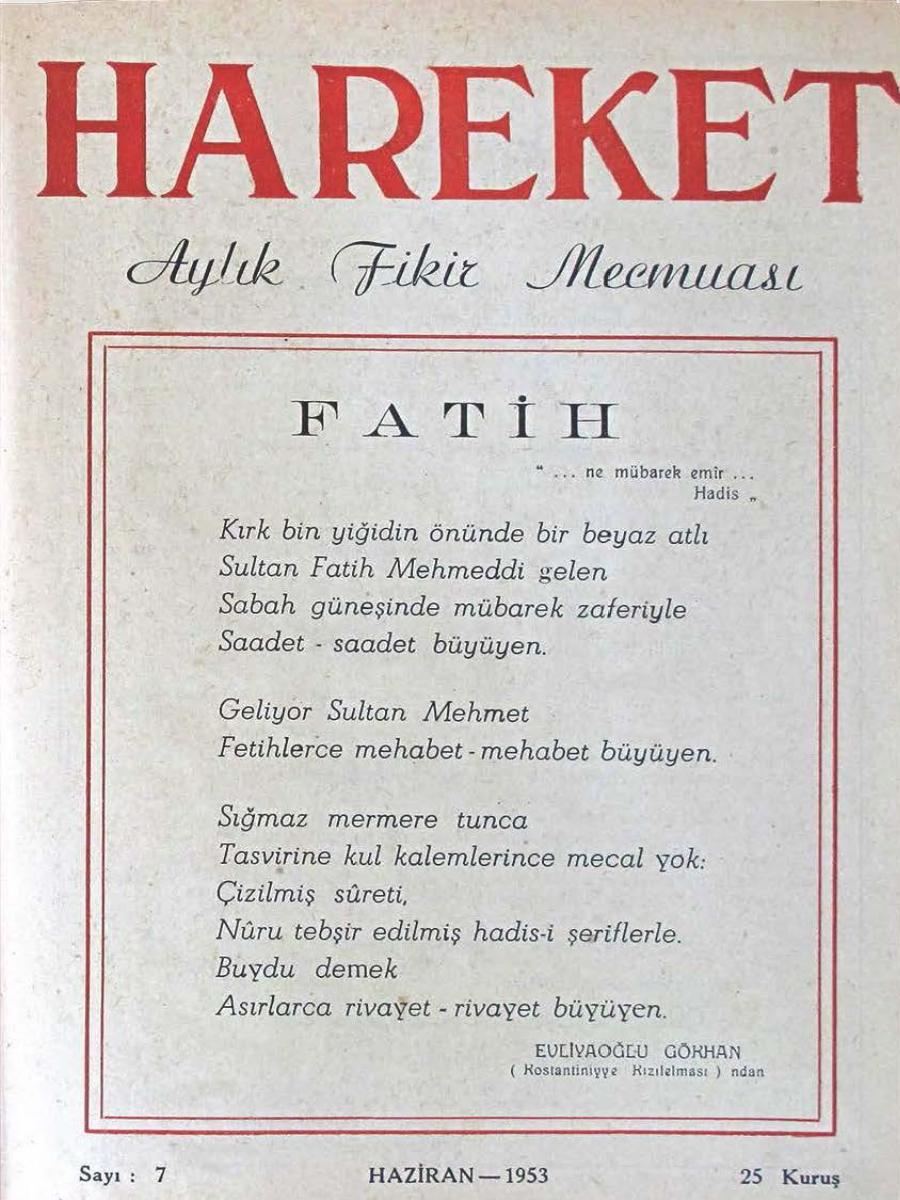 HAREKET
Aylık Fikir Mecmuası
FATİH
“ ... ne mübarek emîr ...
Hadis „
Kırk bin yiğidin önünde bir beyaz atlı
Sultan Fatih Mehmeddi gelen
Sabah güneşinde mübarek zaferiyle
Saadet - saadet büyüyen.
Geliyor Sultan Mehmet
Fetihlerce mehabet - mehabet büyüyen.
Sığmaz mermere tunca
Tasvirine kul kalemlerince mecal yok:
Çizilmiş sûreti,
Nûru tebşir edilmiş hadis-i şeriflerle.
Buydu demek
Asırlarca rivayet - rivayet büyüyen.
EVLİYAOĞLU GÖKHAN
( Kostantiniyye Kızılelması ) ndan
Sayı : 7 HAZİRAN — 1953 25 Kuruş